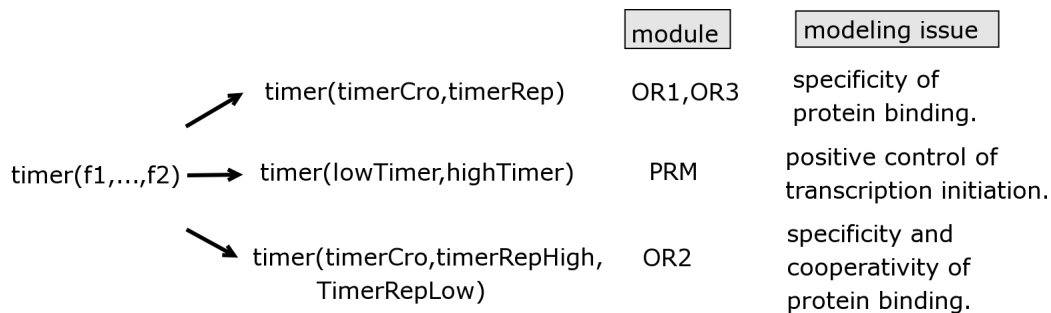 module modeling issue
timer(timerCro,timerRep) OR1,OR3 specificity of
protein binding.
timer(f1,...,f2) timer(lowTimer,highTimer) PRM positive control of
transcription initiation.
timer(timerCro,timerRepHigh,
TimerRepLow) OR2 specificity and
cooperativity of
protein binding.